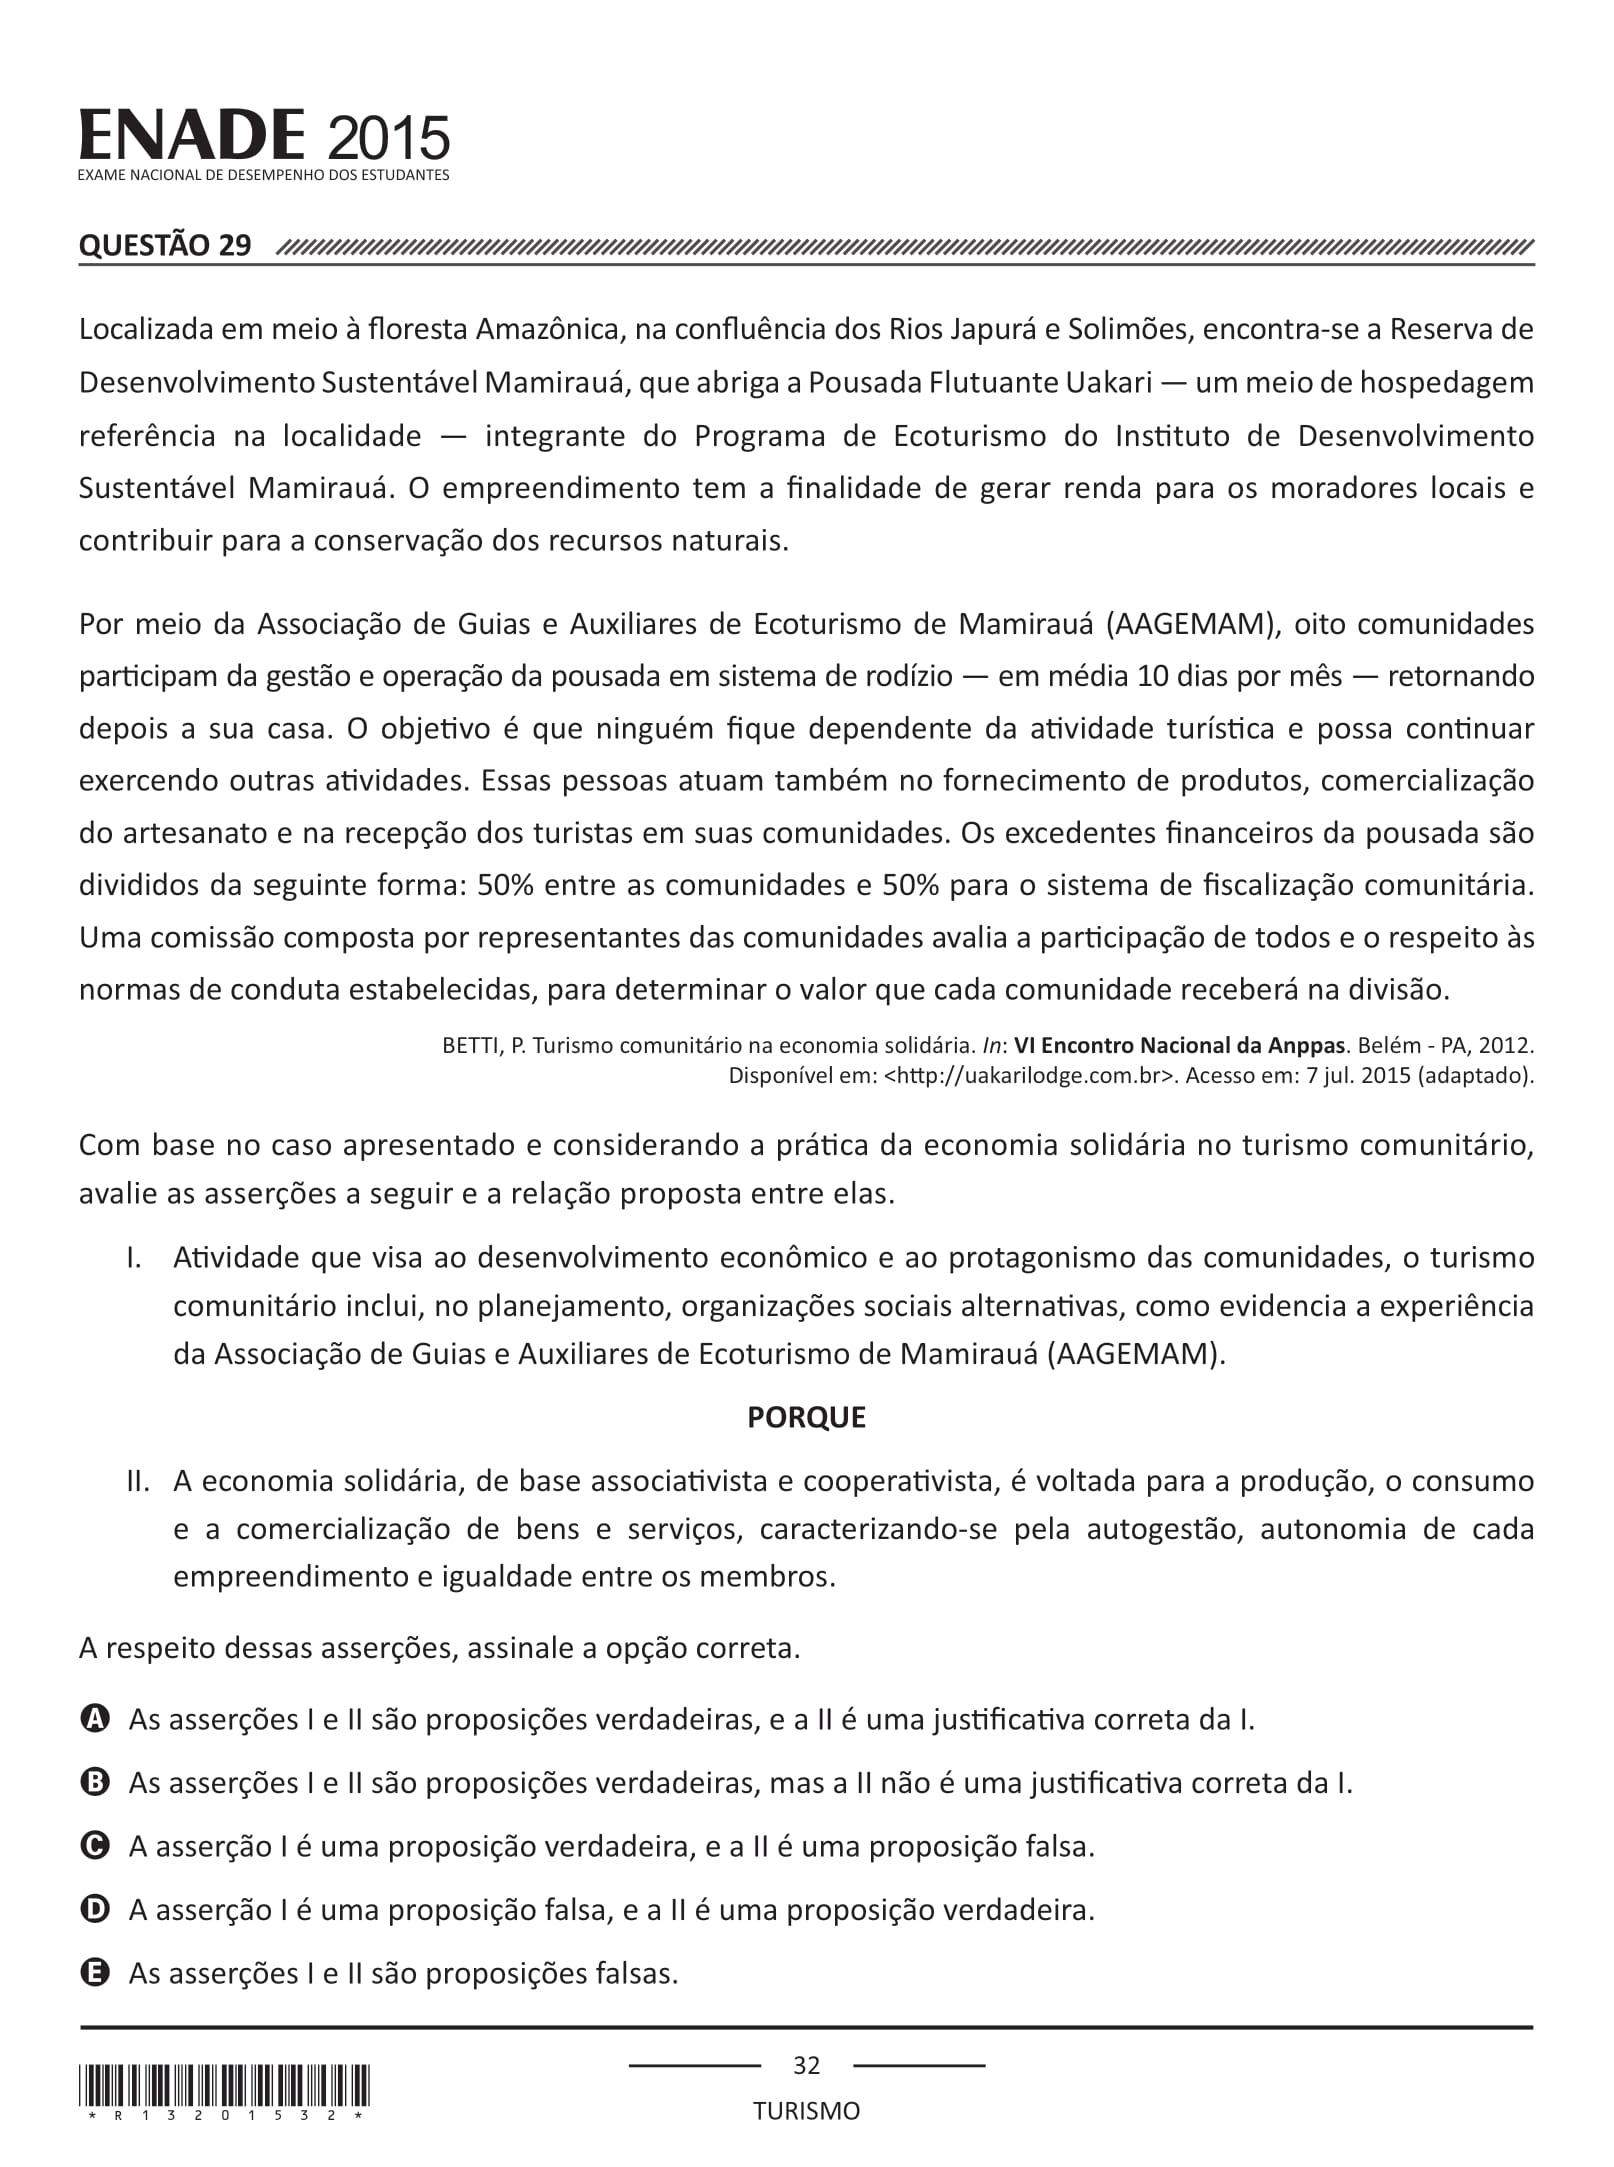 ENADE 2015
EXAME NACIONAL DE DESEMPENHO DOS ESTUDANTES
QUESTÃO 29
Localizada em meio à floresta Amazônica, na confluência dos Rios Japurá e Solimões, encontra-se a Reserva de
Desenvolvimento Sustentável Mamirauá, que abriga a Pousada Flutuante Uakari — um meio de hospedagem
referência na localidade — integrante do Programa de Ecoturismo do Instituto de Desenvolvimento
Sustentável Mamirauá. O empreendimento tem a finalidade de gerar renda para os moradores locais e
contribuir para a conservação dos recursos naturais.
Por meio da Associação de Guias e Auxiliares de Ecoturismo de Mamirauá (AAGEMAM), oito comunidades
participam da gestão e operação da pousada em sistema de rodízio — em média 10 dias por mês — retornando
depois a sua casa. O objetivo é que ninguém fique dependente da atividade turística e possa continuar
exercendo outras atividades. Essas pessoas atuam também no fornecimento de produtos, comercialização
do artesanato e na recepção dos turistas em suas comunidades. Os excedentes financeiros da pousada são
divididos da seguinte forma: 50% entre as comunidades e 50% para o sistema de fiscalização comunitária.
Uma comissão composta por representantes das comunidades avalia a participação de todos e o respeito às
normas de conduta estabelecidas, para determinar o valor que cada comunidade receberá na divisão.
BETTI, P. Turismo comunitário na economia solidária. In: VI Encontro Nacional da Anppas. Belém - PA, 2012.
Disponível em: <http://uakarilodge.com.br>. Acesso em: 7 jul. 2015 (adaptado).
Com base no caso apresentado e considerando a prática da economia solidária no turismo comunitário,
avalie as asserções a seguir e a relação proposta entre elas.
I. Atividade que visa ao desenvolvimento econômico e ao protagonismo das comunidades, o turismo
comunitário inclui, no planejamento, organizações sociais alternativas, como evidencia a experiência
da Associação de Guias e Auxiliares de Ecoturismo de Mamirauá (AAGEMAM).
PORQUE
II. A economia solidária, de base associativista e cooperativista, é voltada para a produção, o consumo
e a comercialização de bens e serviços, caracterizando-se pela autogestão, autonomia de cada
empreendimento e igualdade entre os membros.
A respeito dessas asserções, assinale a opção correta.
A As asserções I e II são proposições verdadeiras, e a II é uma justificativa correta da I.
B As asserções I e II são proposições verdadeiras, mas a II não é uma justificativa correta da I.
C A asserção I é uma proposição verdadeira, e a II é uma proposição falsa.
D A asserção I é uma proposição falsa, e a II é uma proposição verdadeira.
E As asserções I e II são proposições falsas.
32
TURISMO
* R 1 3 2 0 1 5 3 2 *